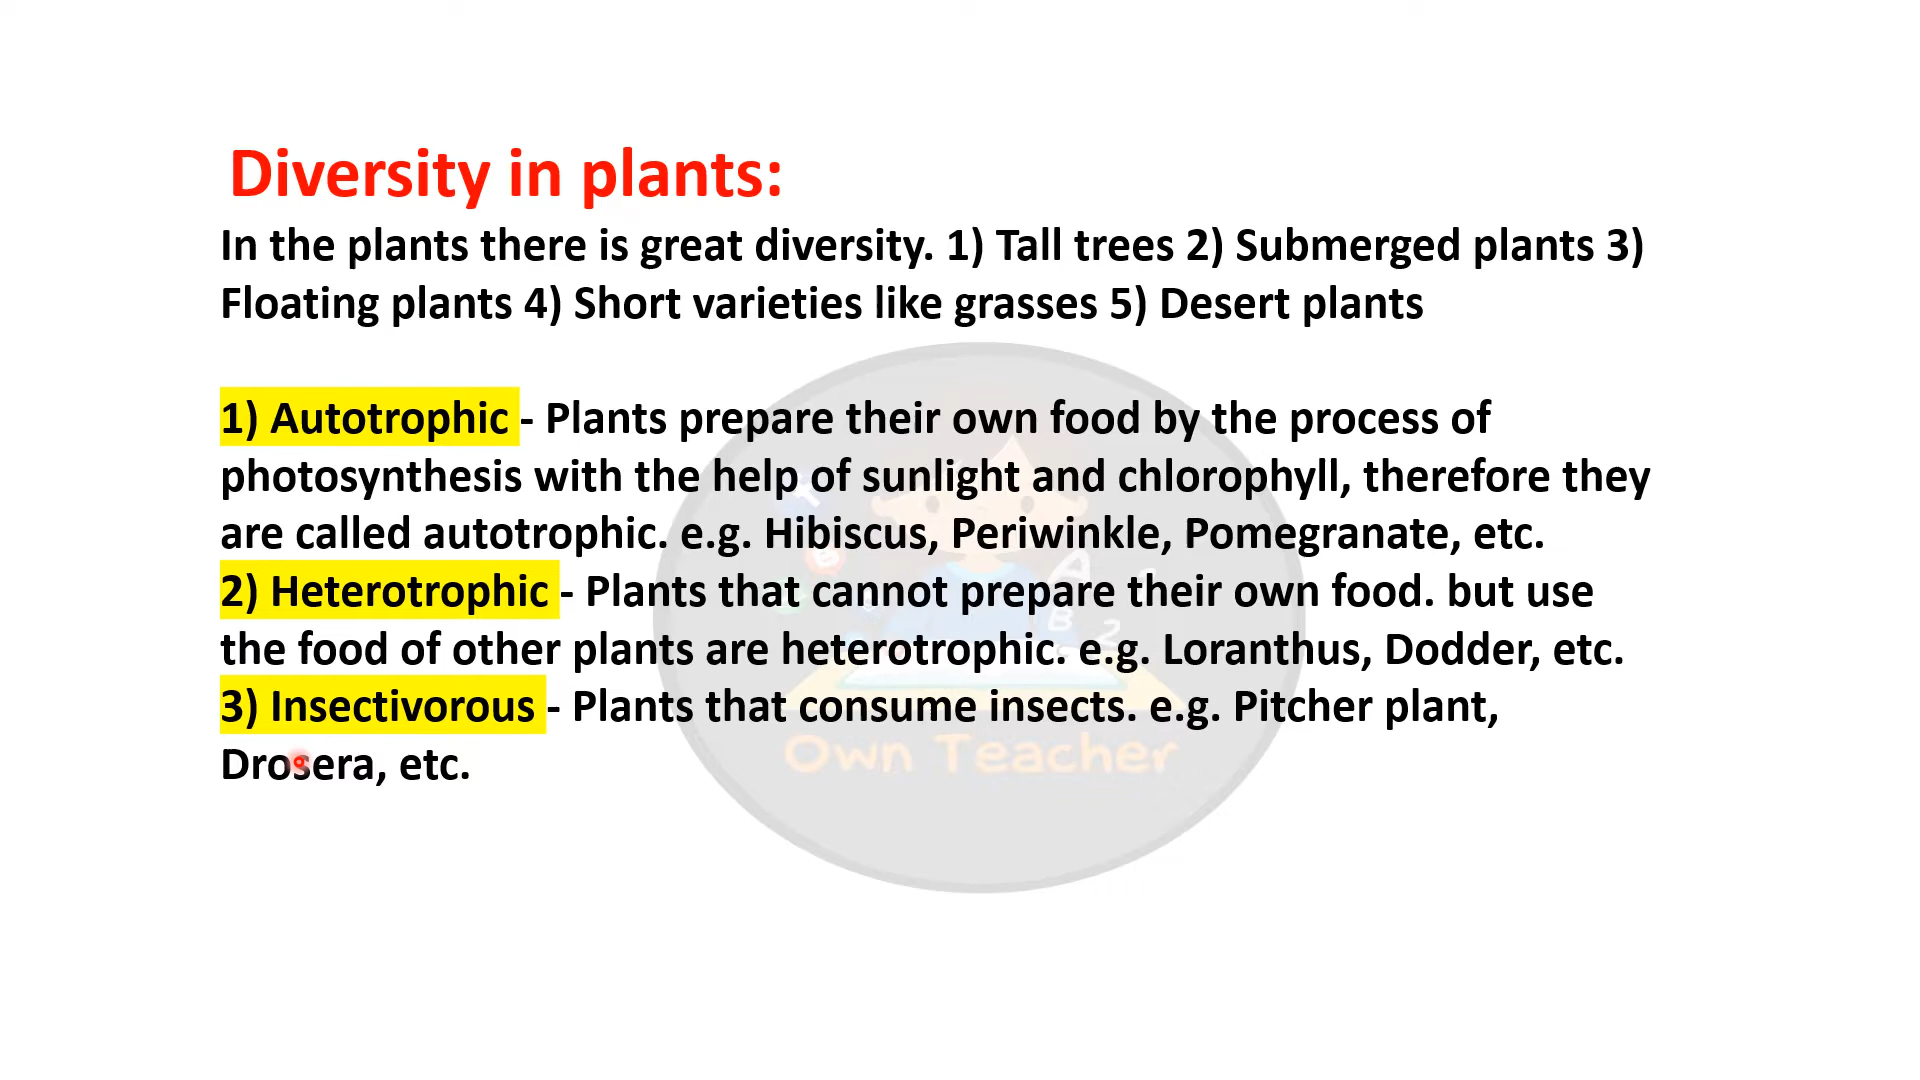 Diversity in plants:
In the plants there is great diversity. 1) Tall trees 2) Submerged plants 3)
Floating plants 4) Short varieties like grasses 5) Desert plants
1) Autotrophic - Plants prepare their own food by the process of
photosynthesis with the help of sunlight and chlorophyll, therefore they
are called autotrophic. e.g. Hibiscus, Periwinkle, Pomegranate, etc.
2) Heterotrophic - Plants that cannot prepare their own food. but use
the food of other plants are heterotrophic. e.g. Loranthus, Dodder, etc.
3) Insectivorous - Plants that consume insects. e.g. Pitcher plant,
Drosera, etc.
Own Teacher